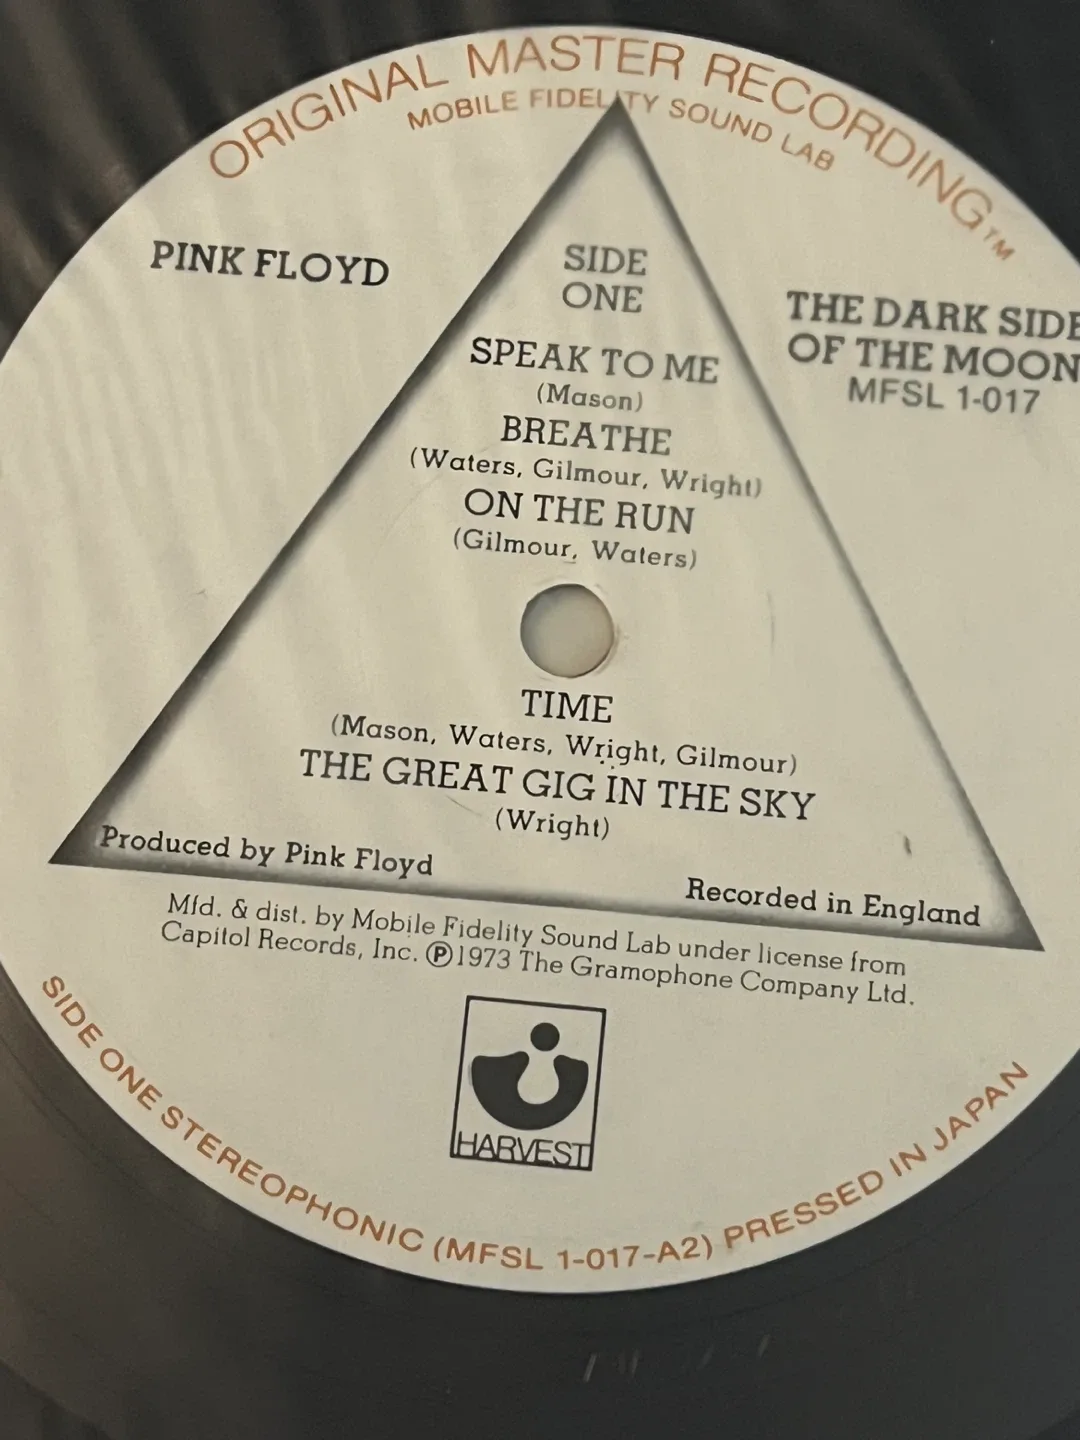 ORIGINAL MASTER RECORDING™
MOBILE FIDELITY SOUND LAB
PINK FLOYD
SIDE
ONE
THE DARK SIDE
OF THE MOON
MFSL 1-017
SPEAK TO ME
(Mason)
BREATHE
(Waters, Gilmour, Wright)
ON THE RUN
(Gilmour, Waters)
TIME
(Mason, Waters, Wright, Gilmour)
THE GREAT GIG IN THE SKY
(Wright)
Produced by Pink Floyd
Recorded in England
Mfd. & dist. by Mobile Fidelity Sound Lab under license from
Capitol Records, Inc. ℗1973 The Gramophone Company Ltd.
HARVEST
SIDE ONE STEREOPHONIC (MFSL 1-017-A2) PRESSED IN JAPAN